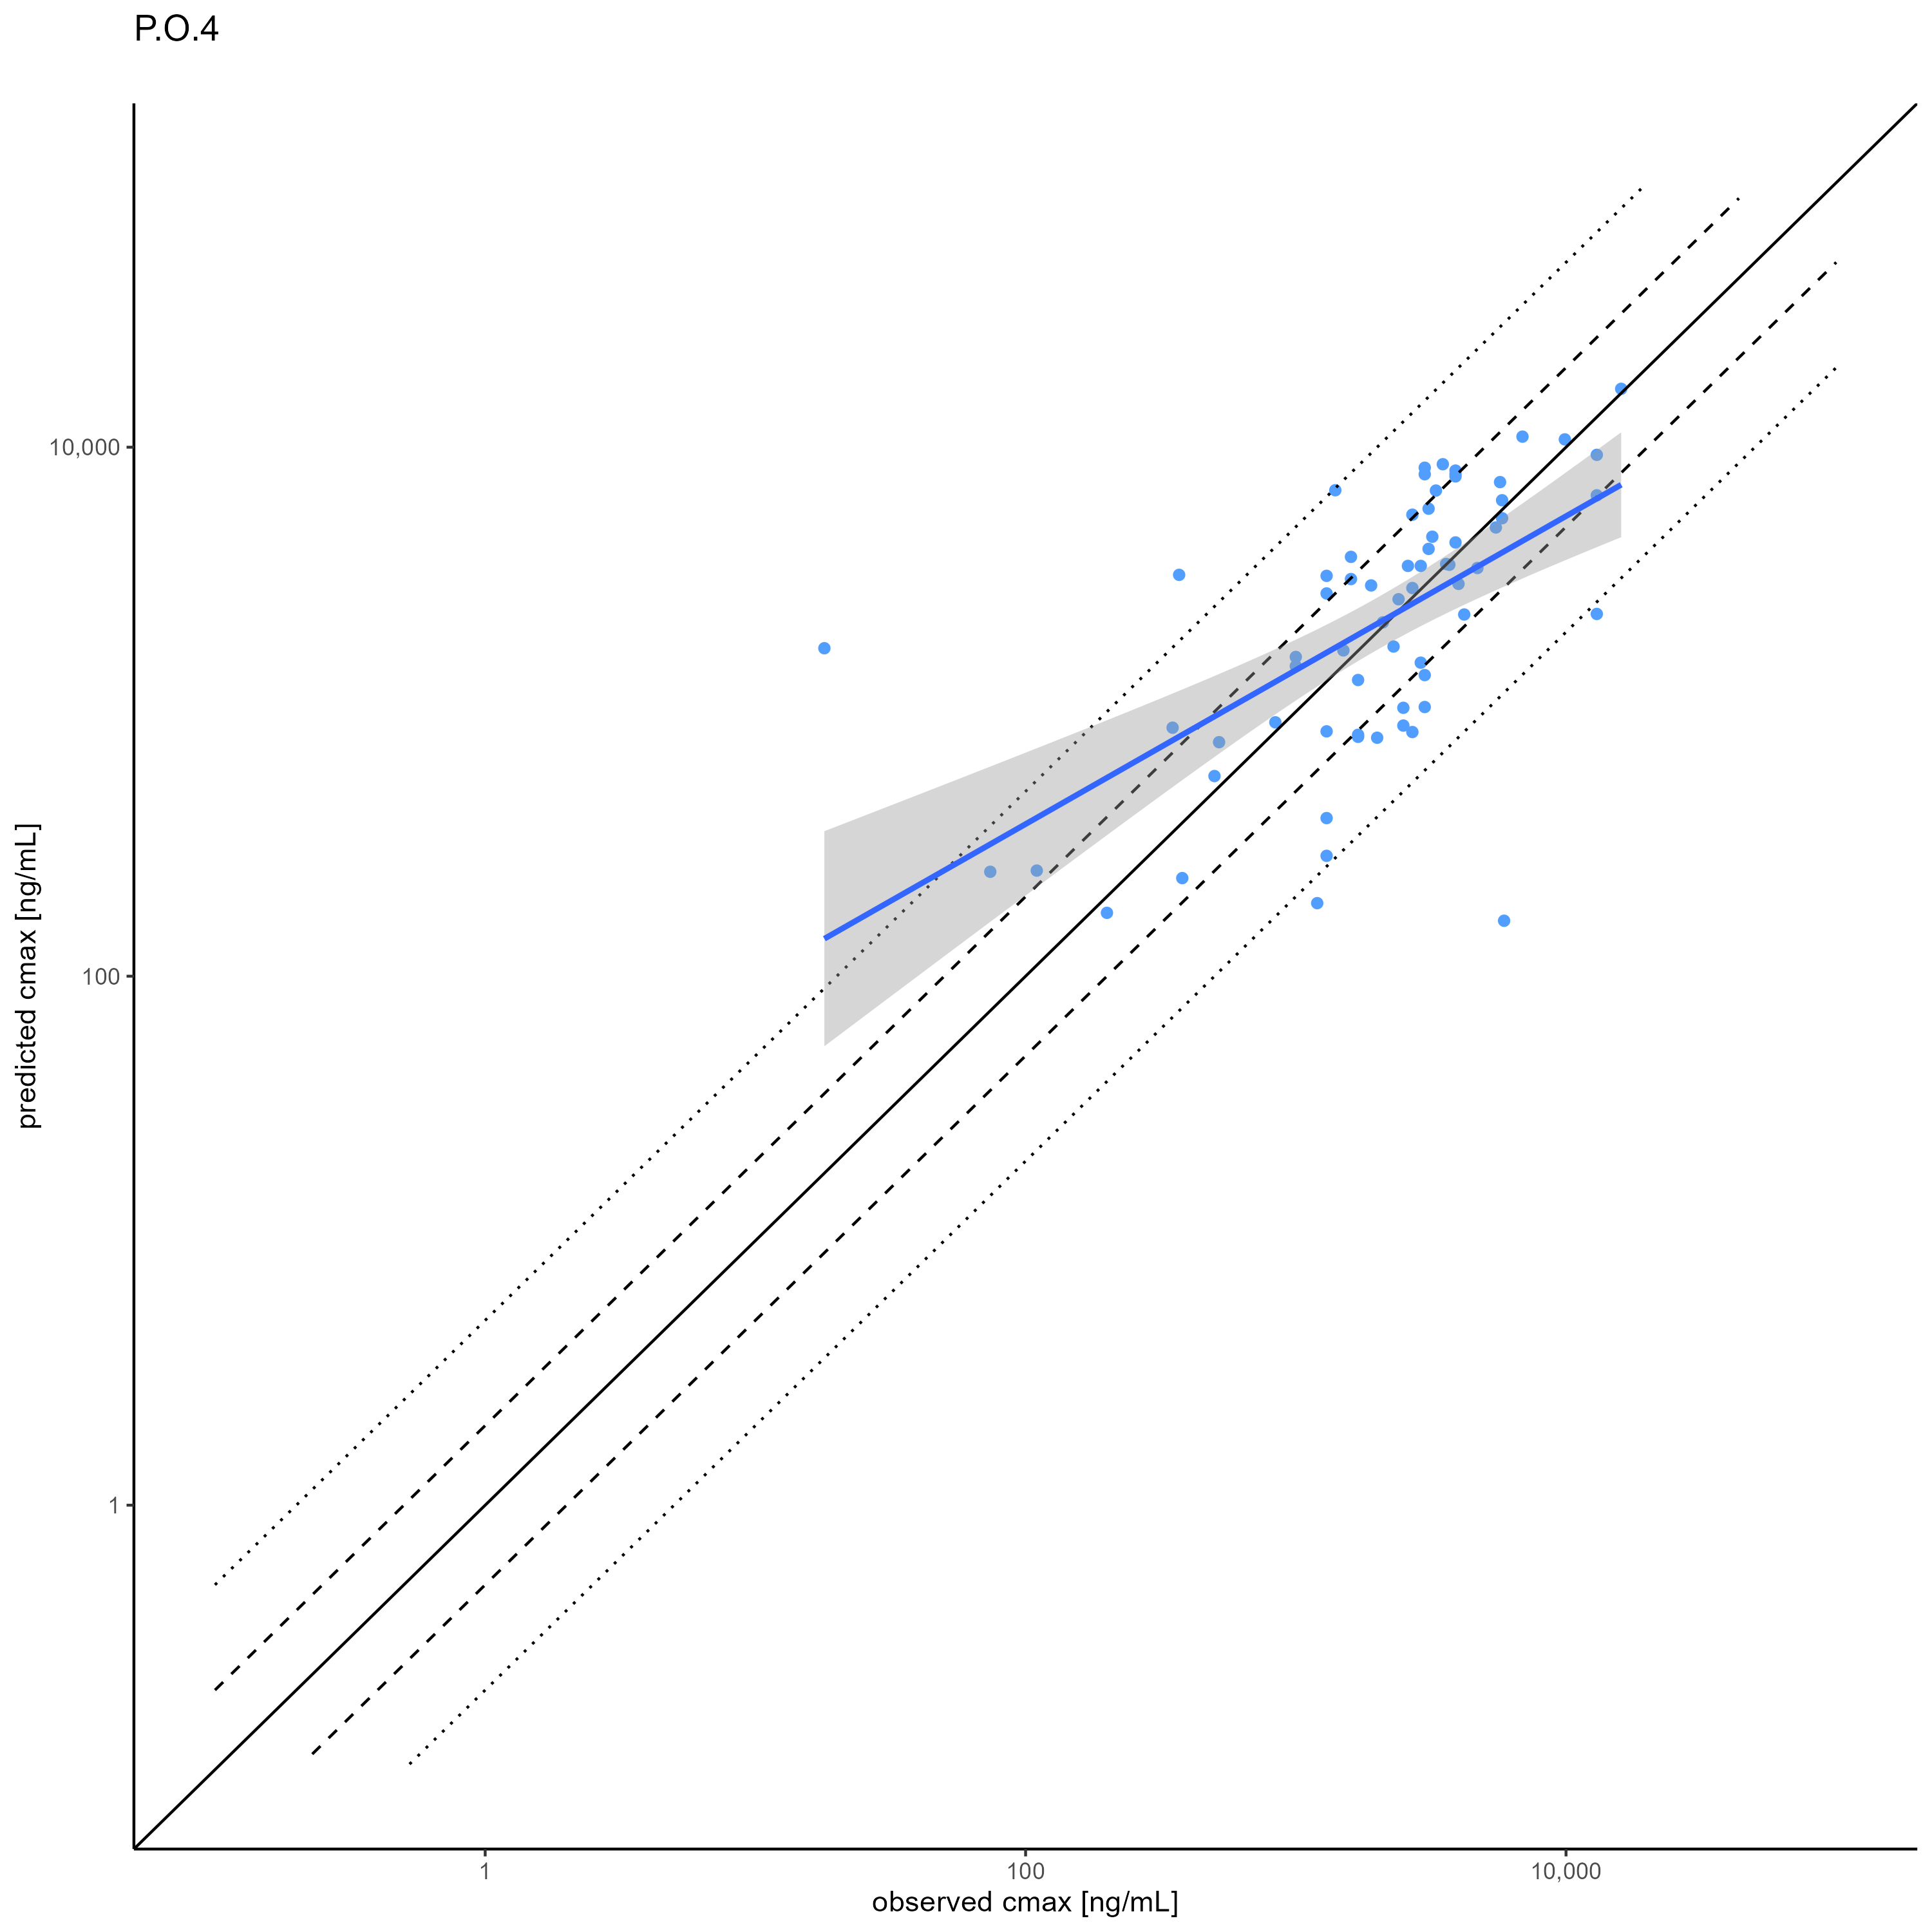 P.O.4
10,000
100
1
predicted cmax [ng/mL]
1
100
10,000
observed cmax [ng/mL]